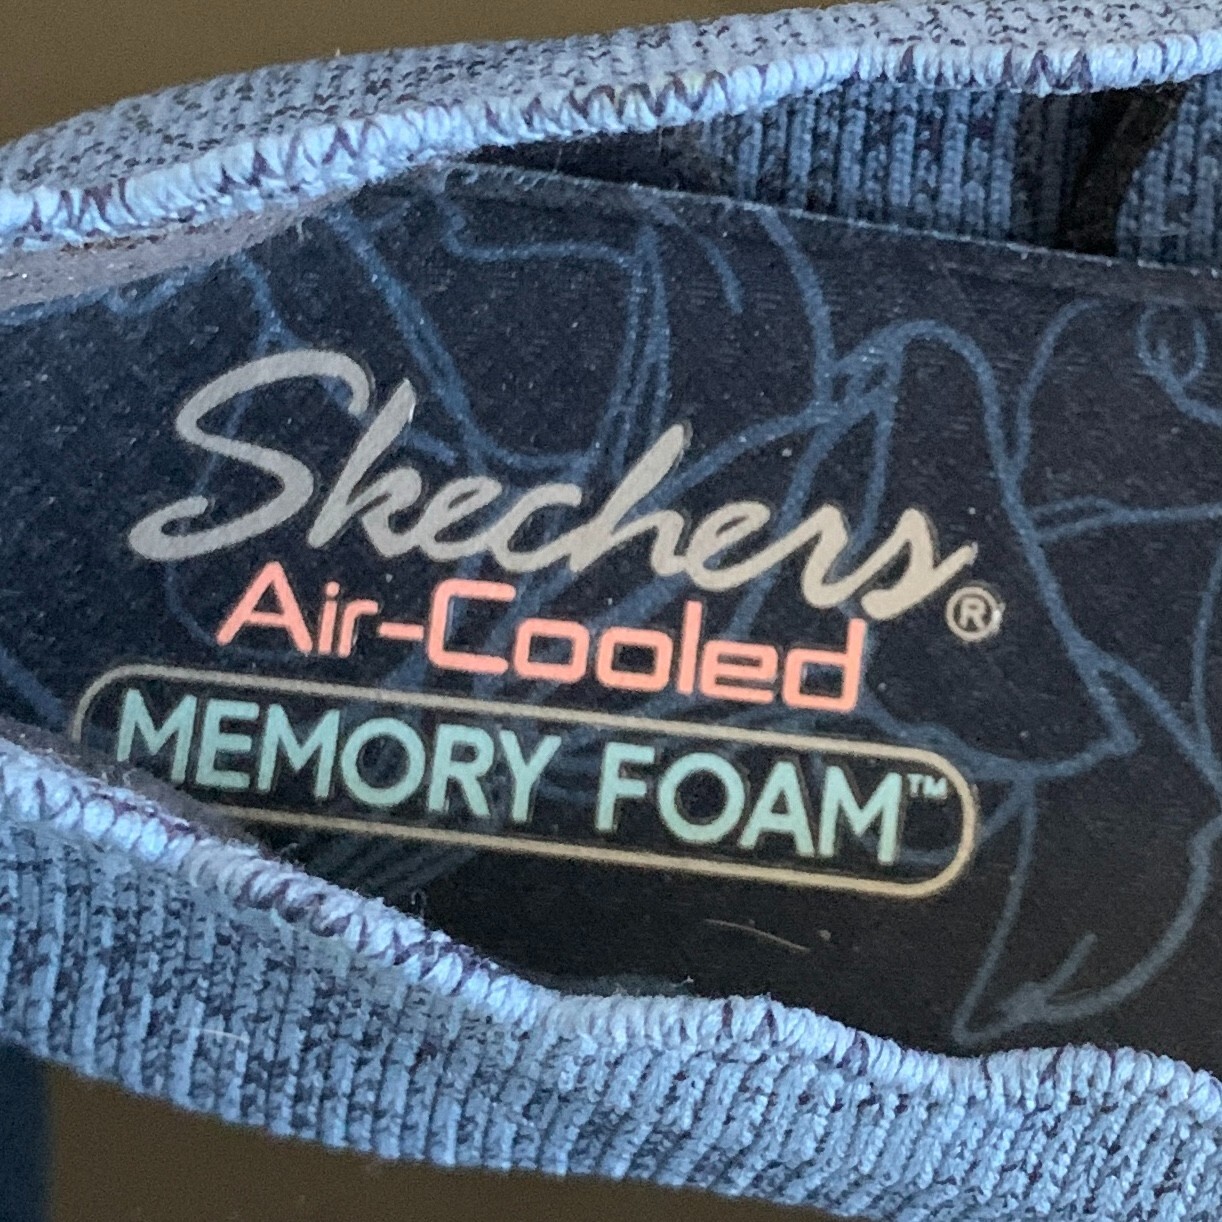 Skechers®
Air-Cooled
MEMORY FOAM™